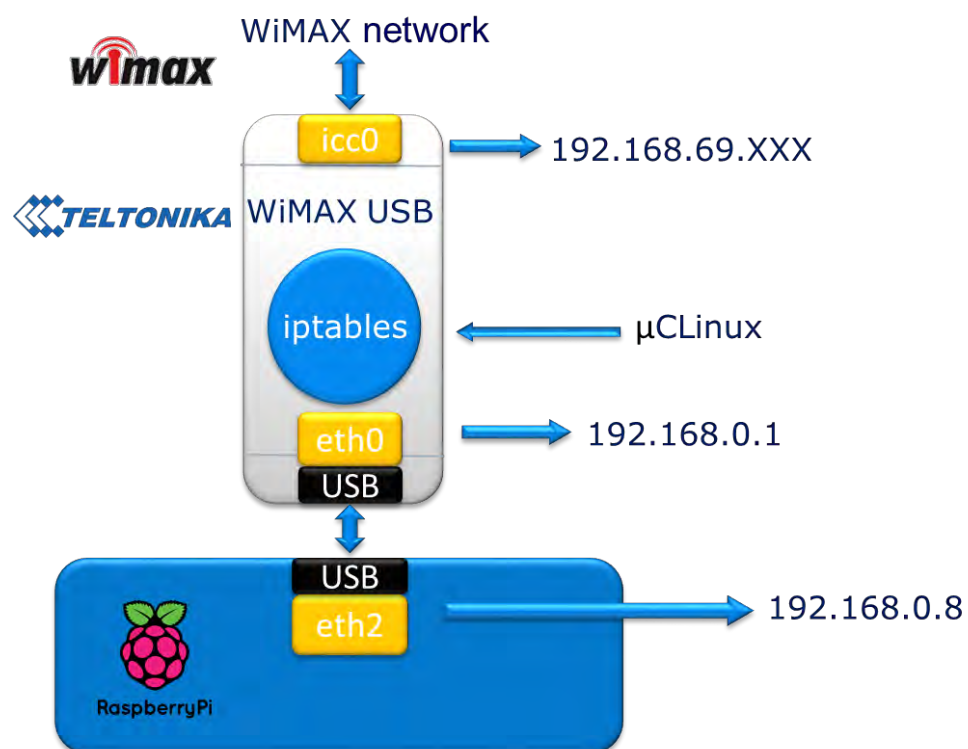 WiMAX network
wimax
icc0
192.168.69.XXX
TELTONIKA
WiMAX USB
iptables
µCLinux
eth0
192.168.0.1
USB
USB
eth2
192.168.0.8
RaspberryPi